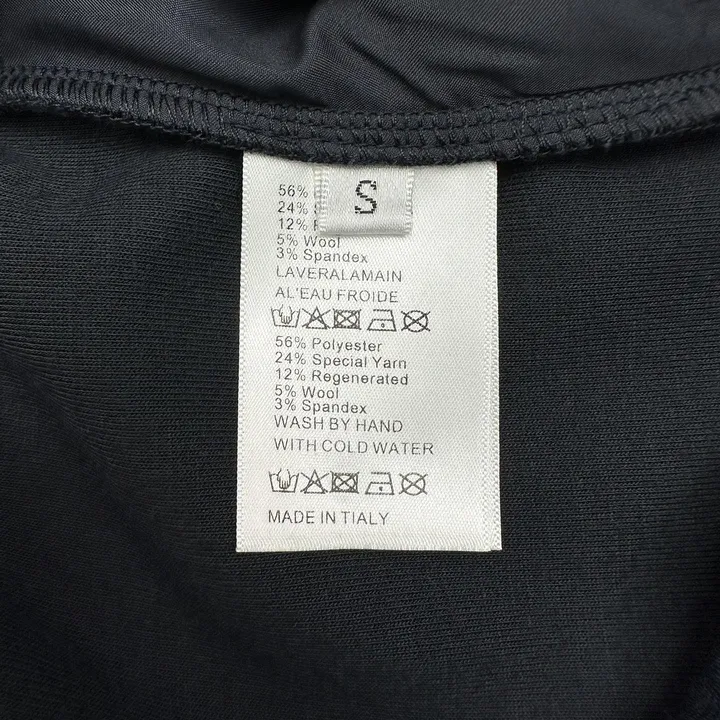 S
56%
24%
12%
5% Wool
3% Spandex
LAVERALAMAIN
AL'EAU FROIDE
56% Polyester
24% Special Yarn
12% Regenerated
5% Wool
3% Spandex
WASH BY HAND
WITH COLD WATER
MADE IN TIALY